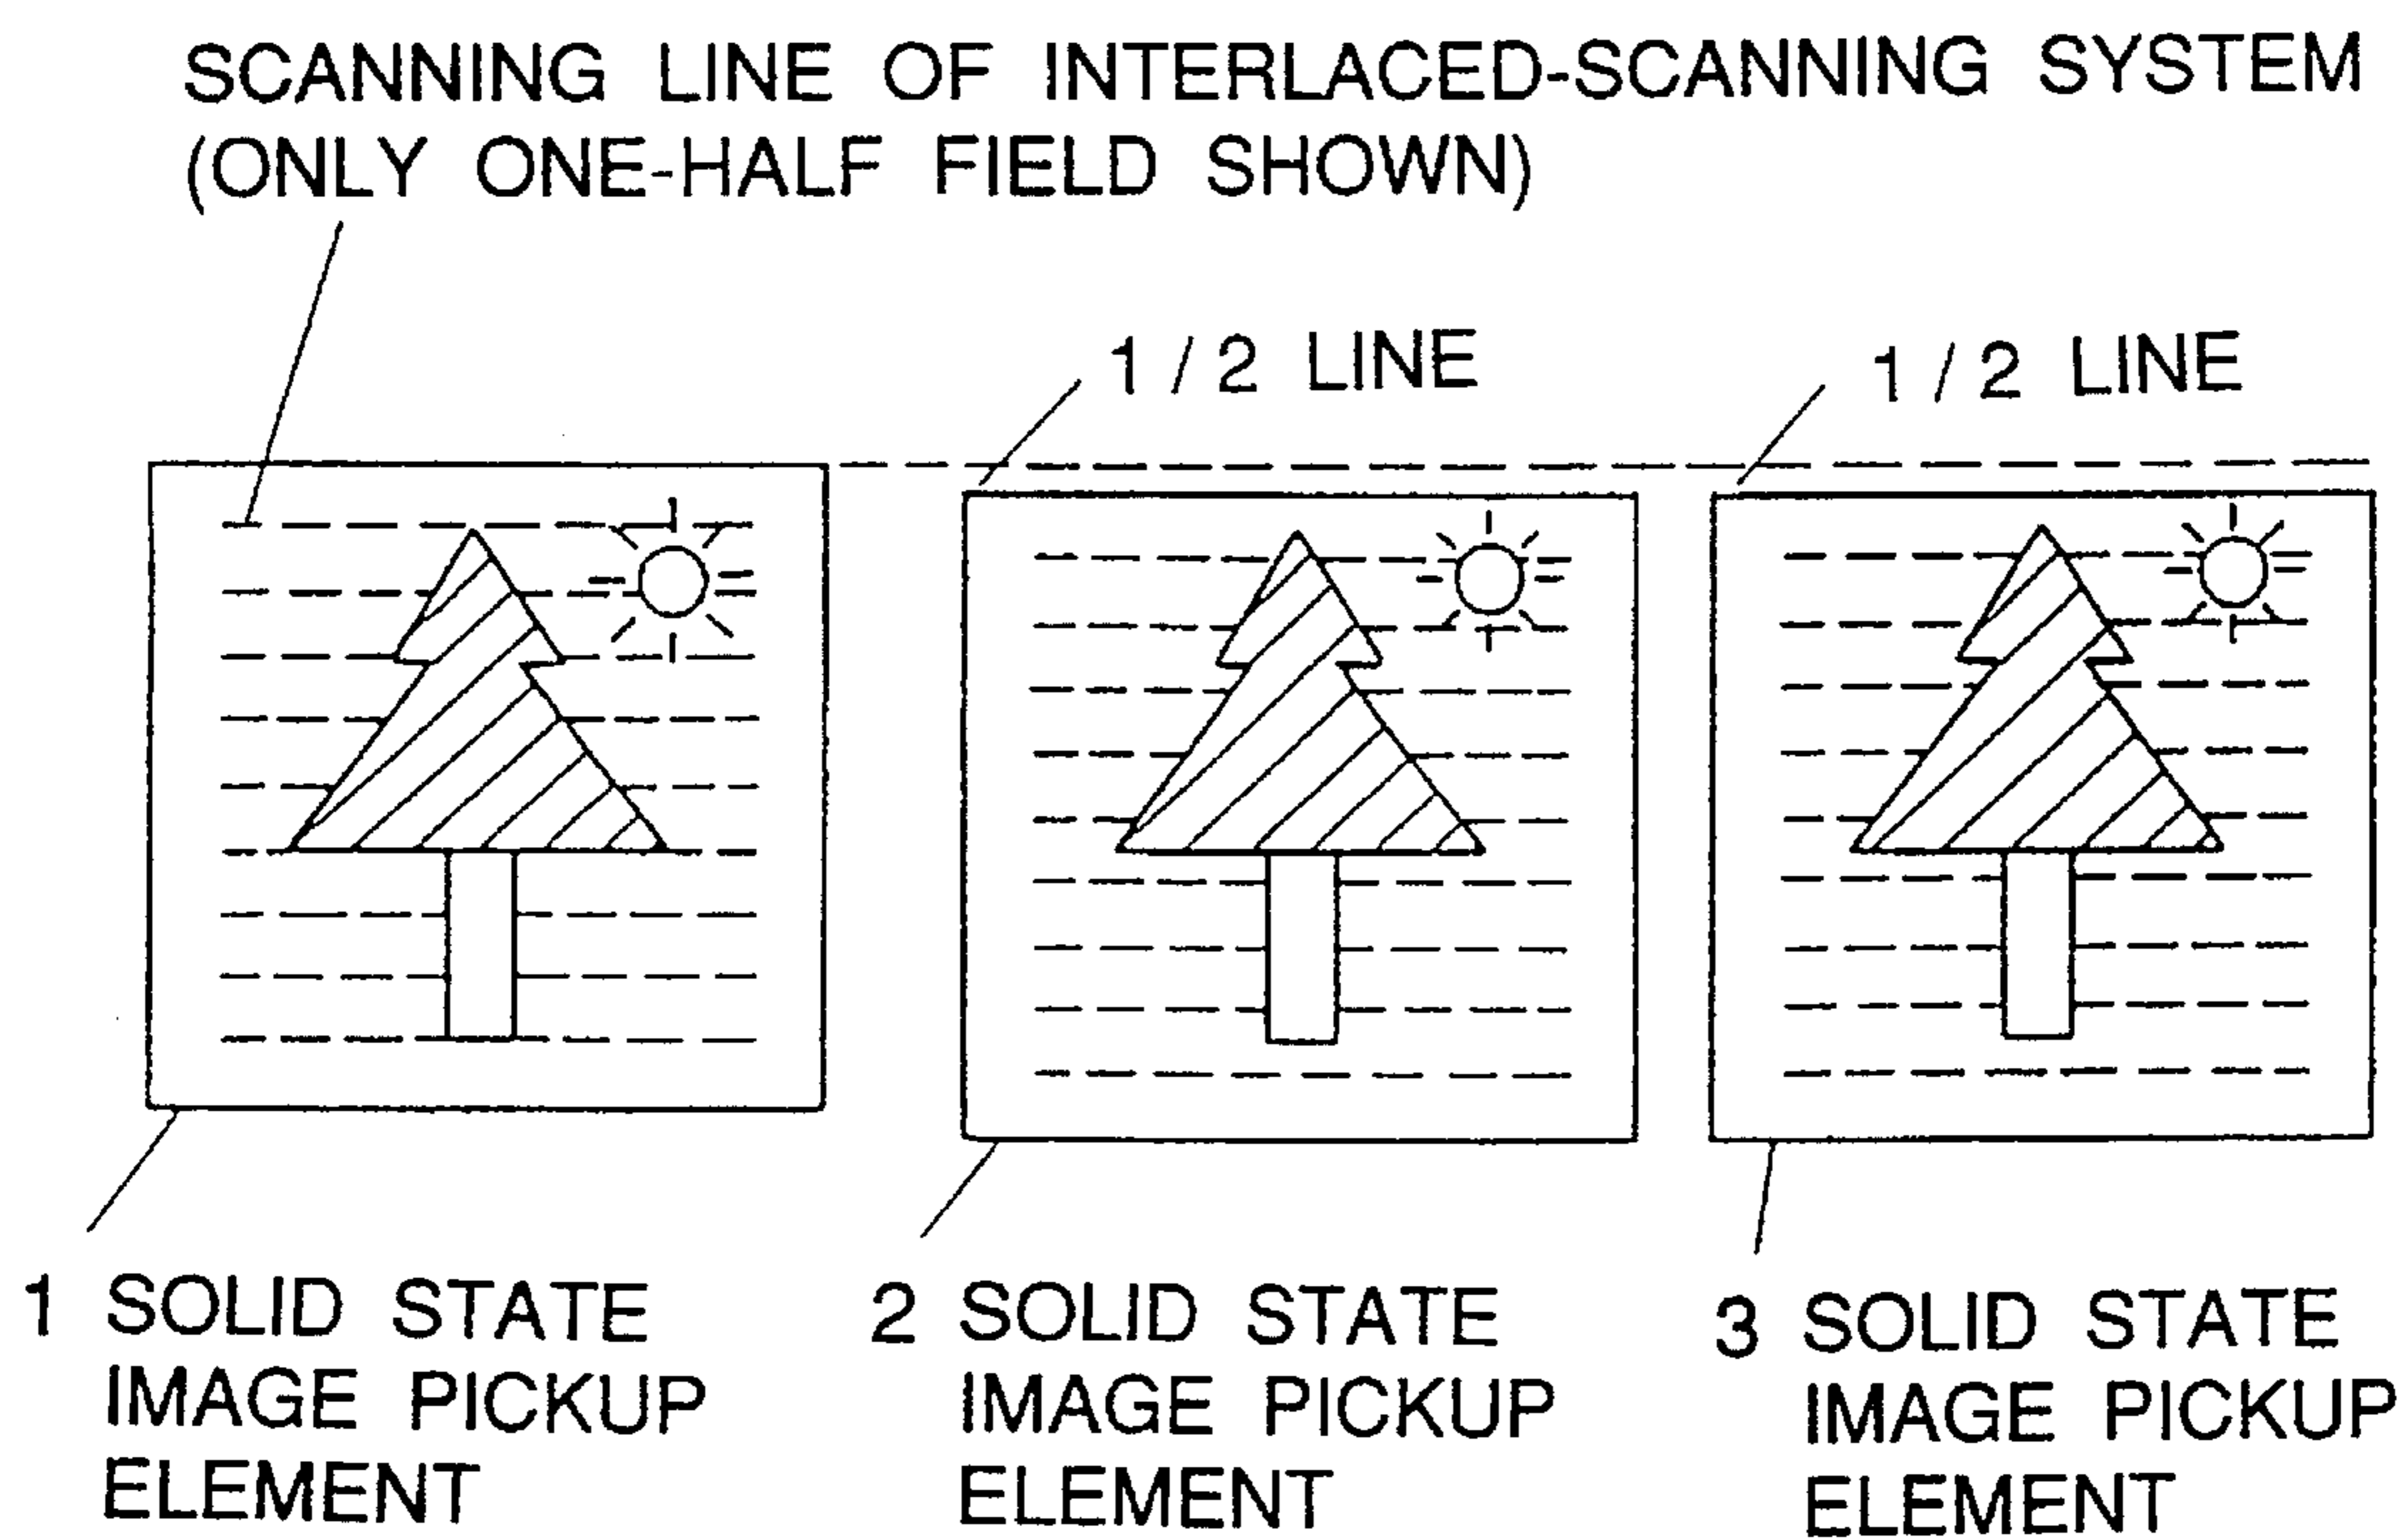 SCANNING LINE OF INTERLACED-SCANNING SYSTEM
(ONLY ONE-HALF FIELD SHOWN)
1 / 2 LINE
1 / 2 LINE
1 SOLID STATE
IMAGE PICKUP
ELEMENT
2 SOLID STATE
IMAGE PICKUP
ELEMENT
3 SOLID STATE
IMAGE PICKUP
ELEMENT